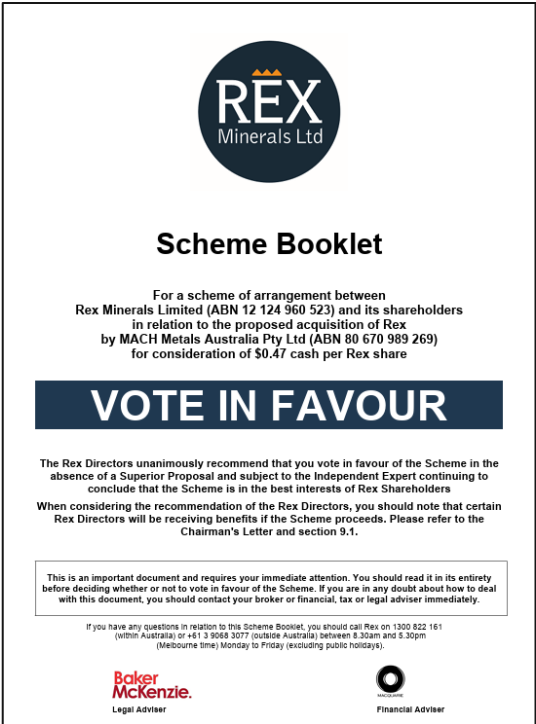 REX
Minerals Ltd
Scheme Booklet
For a scheme of arrangement between
Rex Minerals Limited (ABN 12 124 960 523) and its shareholders
in relation to the proposed acquisition of Rex
by MACH Metals Australia Pty Ltd (ABN 80 670 989 269)
for consideration of $0.47 cash per Rex share
VOTE IN FAVOUR
The Rex Directors unanimously recommend that you vote in favour of the Scheme in the
absence of a Superior Proposal and subject to the Independent Expert continuing to
conclude that the Scheme is in the best interests of Rex Shareholders
When considering the recommendation of the Rex Directors, you should note that certain
Rex Directors will be receiving benefits if the Scheme proceeds. Please refer to the
Chairman's Letter and section 9.1.
This is an important document and requires your immediate attention. You should read it in its entirety
before deciding whether or not to vote in favour of the Scheme. If you are in any doubt about how to deal
with this document, you should contact your broker or financial, tax or legal adviser immediately.
If you have any questions in relation to this Scheme Booklet, you should call Rex on 1300 822 161
(within Australia) or +61 3 9068 3077 (outside Australia) between 8.30am and 5.30pm
(Melbourne time) Monday to Friday (excluding public holidays).
Baker
McKenzie.
Legal Adviser
MACQUARIE
Financial Adviser